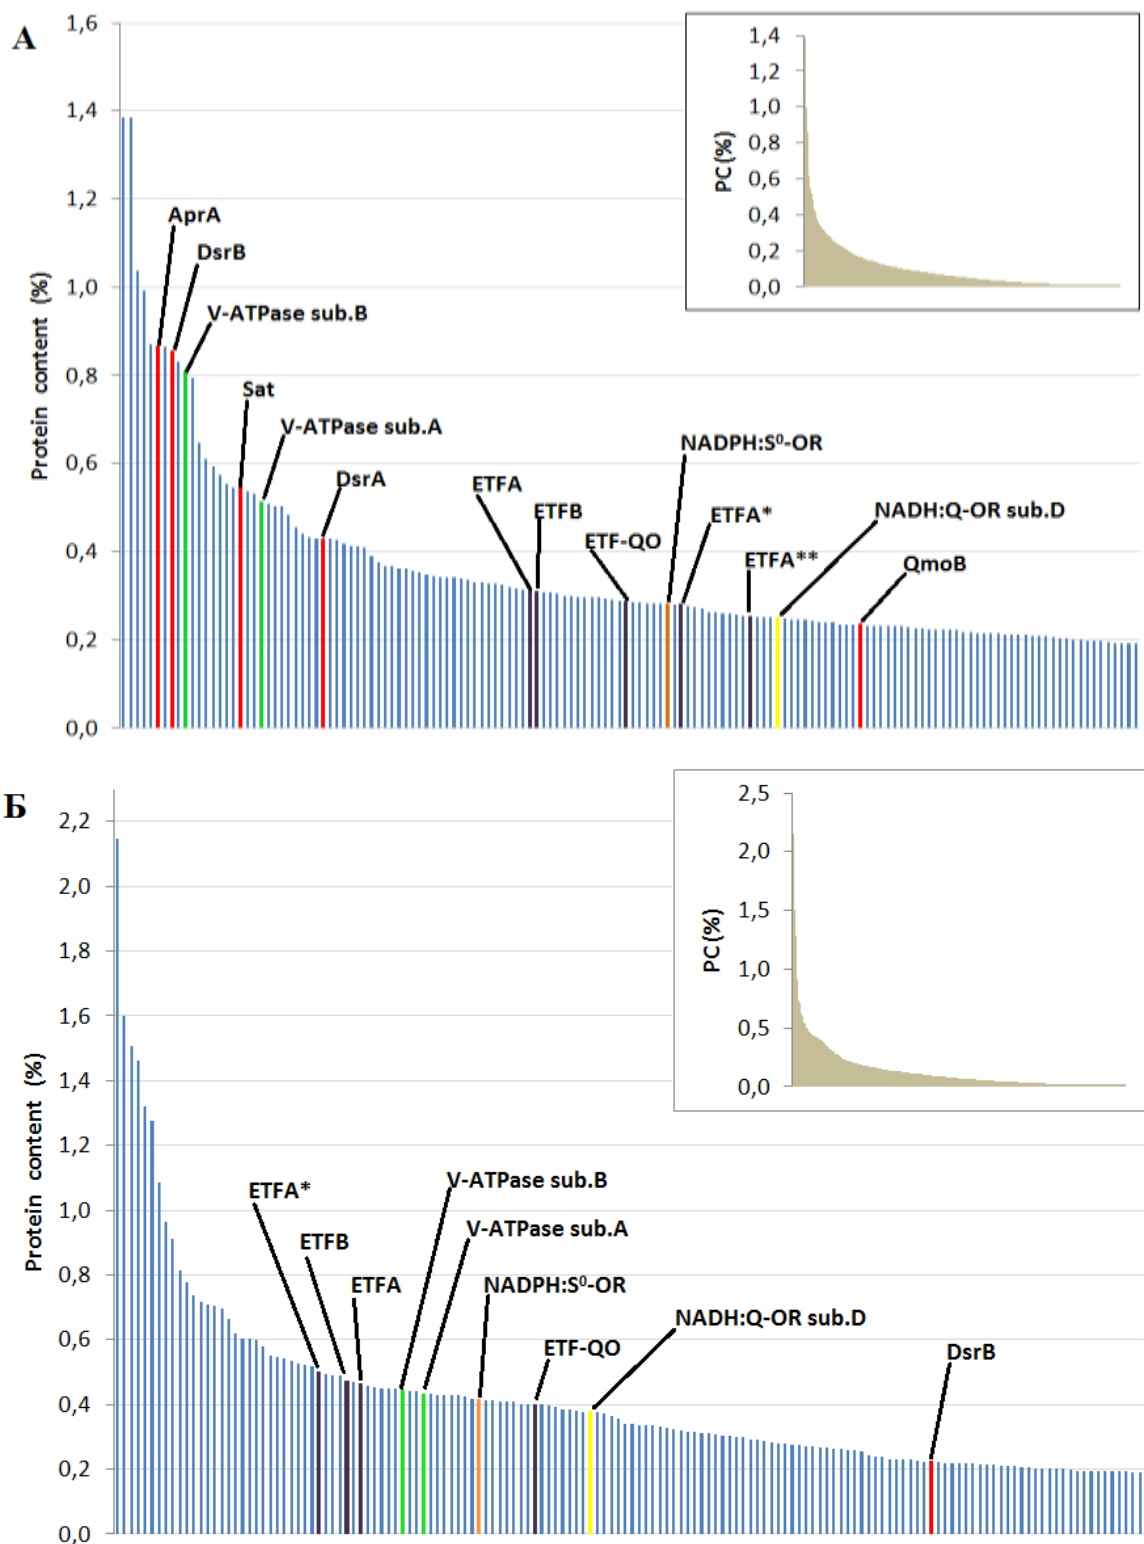 А
Protein content (%)
1,6
1,4
1,2
1,0
0,8
0,6
0,4
0,2
0,0
AprA
DsrB
V-ATPase sub.B
Sat
V-ATPase sub.A
DsrA
ETFA
ETFB
ETF-QO
NADPH:S⁰-OR
ETFA*
ETFA**
NADH:Q-OR sub.D
QmoB
PC(%)
1,4
1,2
1,0
0,8
0,6
0,4
0,2
0,0
Б
Protein content (%)
2,2
2,0
1,8
1,6
1,4
1,2
1,0
0,8
0,6
0,4
0,2
0,0
ETFA*
ETFB
ETFA
V-ATPase sub.B
V-ATPase sub.A
NADPH:S⁰-OR
ETF-QO
NADH:Q-OR sub.D
DsrB
PC(%)
2,5
2,0
1,5
1,0
0,5
0,0